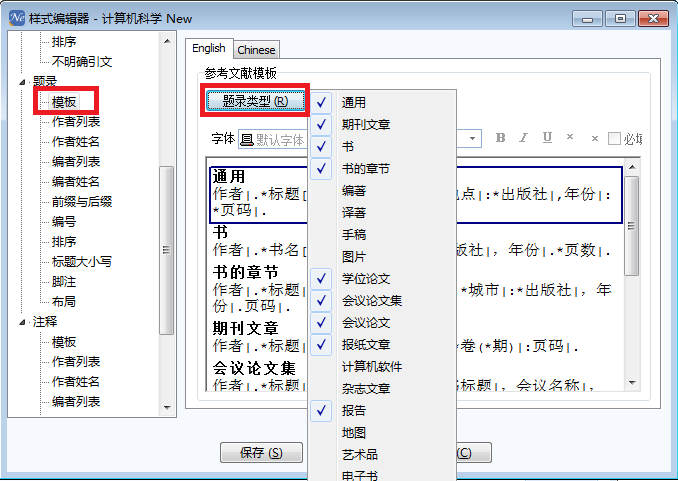 样式编辑器 - 计算机科学 New
排序
不明确引文
题录
模板
作者列表
作者姓名
编者列表
编者姓名
前缀与后缀
编号
排序
标题大小写
脚注
布局
注释
模板
作者列表
作者姓名
编者列表
English
Chinese
参考文献模板
题录类型 (R)
字体
默认字体
B I U × × 必填
通用
作者|.*标题[
点|:*出版社|,年份|:
*页码|.
书
作者|.*书名[
版社|，年份|.*页数|.
书的章节
作者|.*标题|
.*城市|:*出版社|，年
份|.页码|.
期刊文章
作者|.*标题|
*卷(*期)|:页码|.
会议论文集
作者|.*标题|
标题|，会议名称|，
通用
期刊文章
书
书的章节
编著
译著
手稿
图片
学位论文
会议论文集
会议论文
报纸文章
计算机软件
杂志文章
报告
地图
艺术品
电子书
保存 (S)
(C)